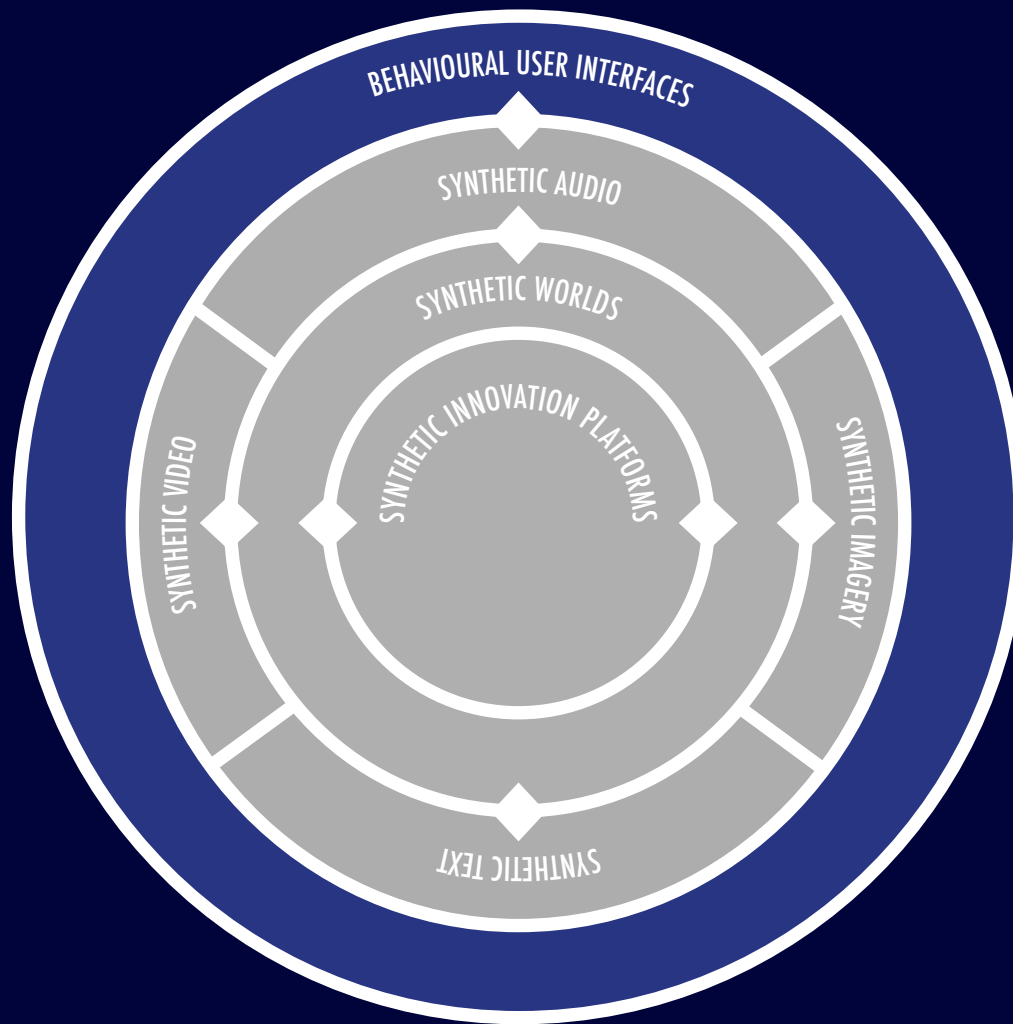 BEHAVIOURAL USER INTERFACES
SYNTHETIC AUDIO
SYNTHETIC WORLDS
SYNTHETIC INNOVATION PLATFORMS
SYNTHETIC VIDEO
SYNTHETIC IMAGERY
SYNTHETIC TEXT